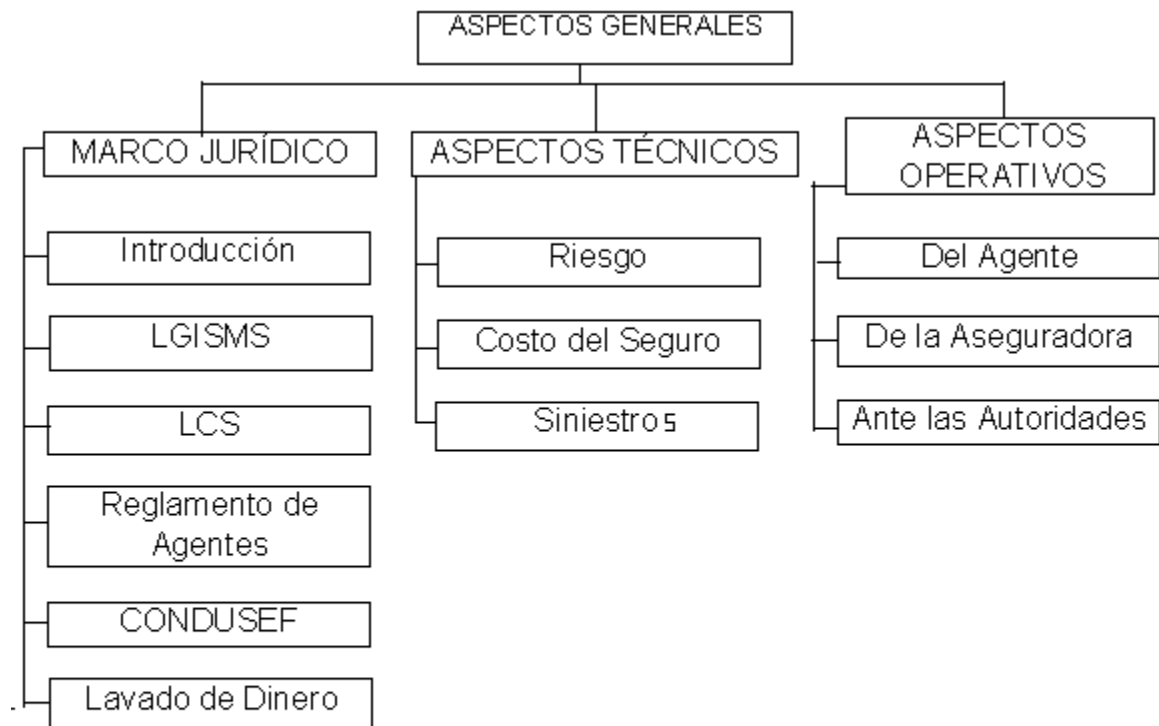 ASPECTOS GENERALES
MARCO JURÍDICO
Introducción
LGISMS
LCS
Reglamento de
Agentes
CONDUSEF
Lavado de Dinero
ASPECTOS TÉCNICOS
Riesgo
Costo del Seguro
Siniestros
ASPECTOS
OPERATIVOS
Del Agente
De la Aseguradora
Ante las Autoridades